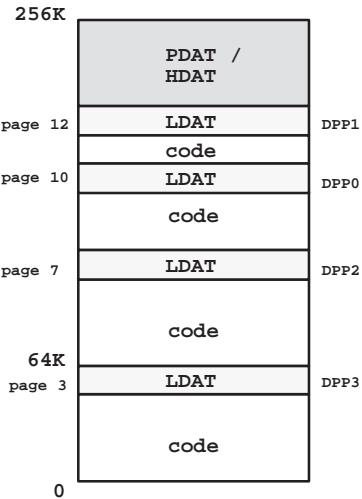 256K
PDAT /
HDAT
page 12 LDAT DPP1
code
page 10 LDAT DPP0
code
page 7 LDAT DPP2
code
64K
page 3 LDAT DPP3
code
0